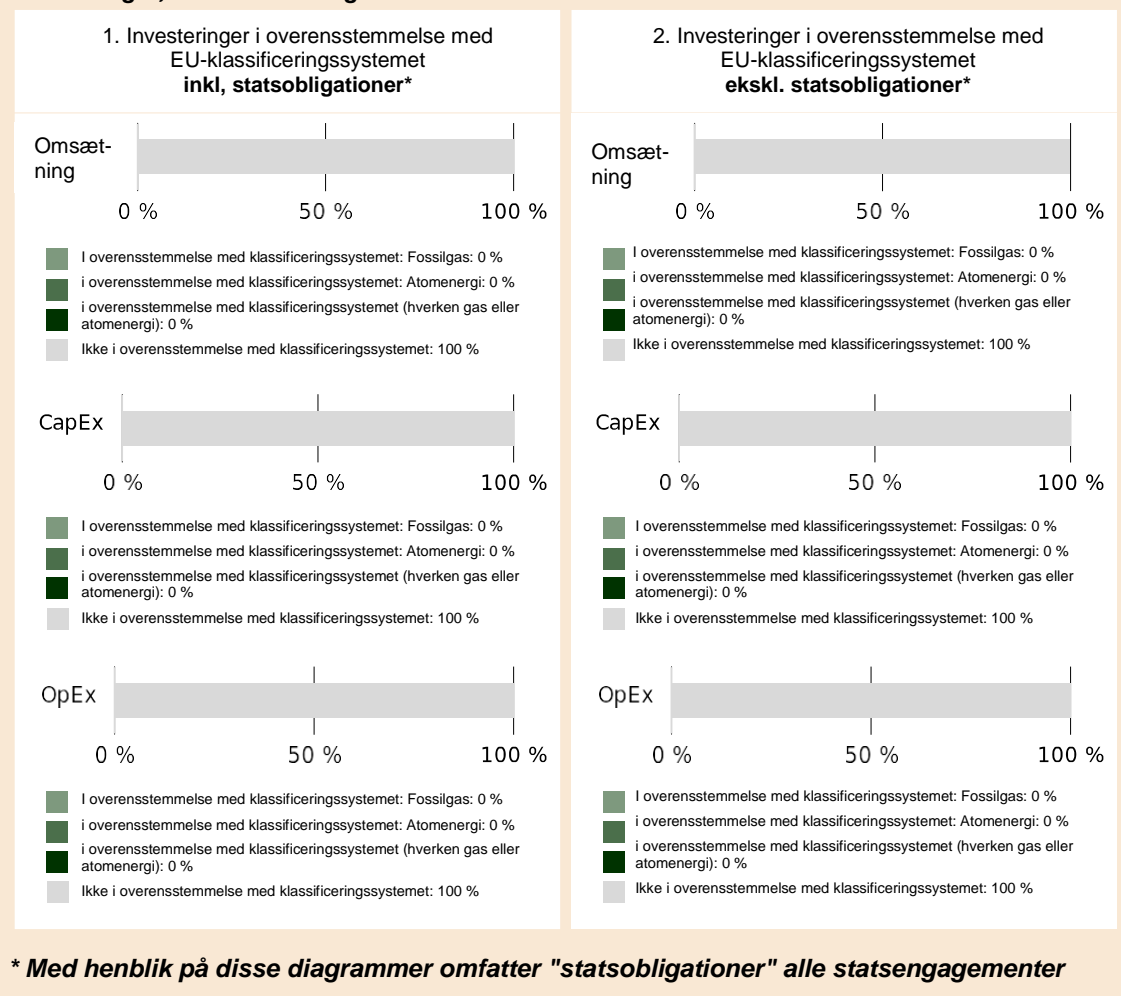 1. Investeringer i overensstemmelse med
EU-klassificeringssystemet
inkl, statsobligationer*
Omsæt-
ning
0 % 50 % 100 %
I overensstemmelse med klassificeringssystemet: Fossilgas: 0 %
i overensstemmelse med klassificeringssystemet: Atomenergi: 0 %
i overensstemmelse med klassificeringssystemet (hverken gas eller
atomenergi): 0 %
Ikke i overensstemmelse med klassificeringssystemet: 100 %
CapEx
0 % 50 % 100 %
I overensstemmelse med klassificeringssystemet: Fossilgas: 0 %
i overensstemmelse med klassificeringssystemet: Atomenergi: 0 %
i overensstemmelse med klassificeringssystemet (hverken gas eller
atomenergi): 0 %
Ikke i overensstemmelse med klassificeringssystemet: 100 %
OpEx
0 % 50 % 100 %
I overensstemmelse med klassificeringssystemet: Fossilgas: 0 %
i overensstemmelse med klassificeringssystemet: Atomenergi: 0 %
i overensstemmelse med klassificeringssystemet (hverken gas eller
atomenergi): 0 %
Ikke i overensstemmelse med klassificeringssystemet: 100 %
2. Investeringer i overensstemmelse med
EU-klassificeringssystemet
ekskl. statsobligationer*
Omsæt-
ning
0 % 50 % 100 %
I overensstemmelse med klassificeringssystemet: Fossilgas: 0 %
i overensstemmelse med klassificeringssystemet: Atomenergi: 0 %
i overensstemmelse med klassificeringssystemet (hverken gas eller
atomenergi): 0 %
Ikke i overensstemmelse med klassificeringssystemet: 100 %
CapEx
0 % 50 % 100 %
I overensstemmelse med klassificeringssystemet: Fossilgas: 0 %
i overensstemmelse med klassificeringssystemet: Atomenergi: 0 %
i overensstemmelse med klassificeringssystemet (hverken gas eller
atomenergi): 0 %
Ikke i overensstemmelse med klassificeringssystemet: 100 %
OpEx
0 % 50 % 100 %
I overensstemmelse med klassificeringssystemet: Fossilgas: 0 %
i overensstemmelse med klassificeringssystemet: Atomenergi: 0 %
i overensstemmelse med klassificeringssystemet (hverken gas eller
atomenergi): 0 %
Ikke i overensstemmelse med klassificeringssystemet: 100 %
* Med henblik på disse diagrammer omfatter "statsobligationer" alle statsengagementer